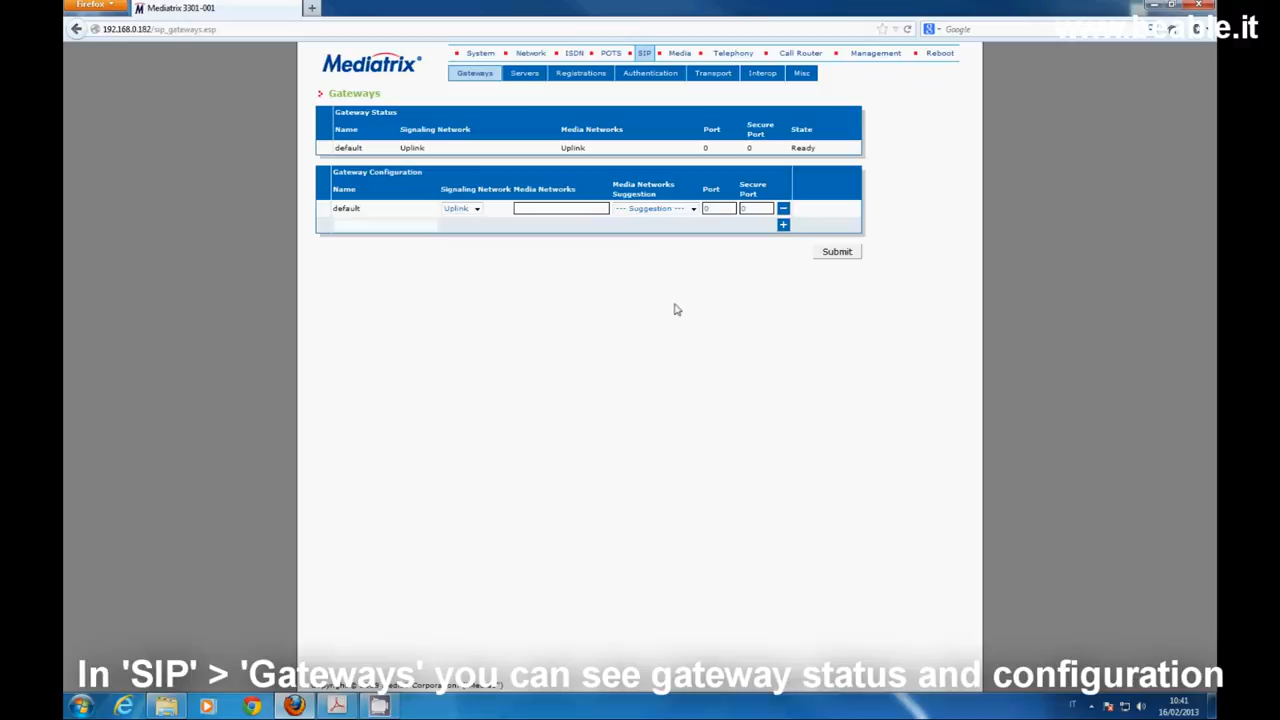 Firefox
Mediatrix 3301-001
192.168.0.182/sip_gateways.esp
Google
Mediatrix
System Network ISDN POTS SIP Media Telephony Call Router Management Reboot
Gateways Servers Registrations Authentication Transport Interop Misc
Gateways
Gateway Status
Name Signaling Network Media Networks Port Secure Port State
default Uplink Uplink 0 0 Ready
Gateway Configuration
Name Signaling Network Media Networks Media Networks Suggestion Port Secure Port
default Uplink --- Suggestion --- 0 0
Submit
In 'SIP' > 'Gateways' you can see gateway status and configuration
IT
10:41
16/02/2013